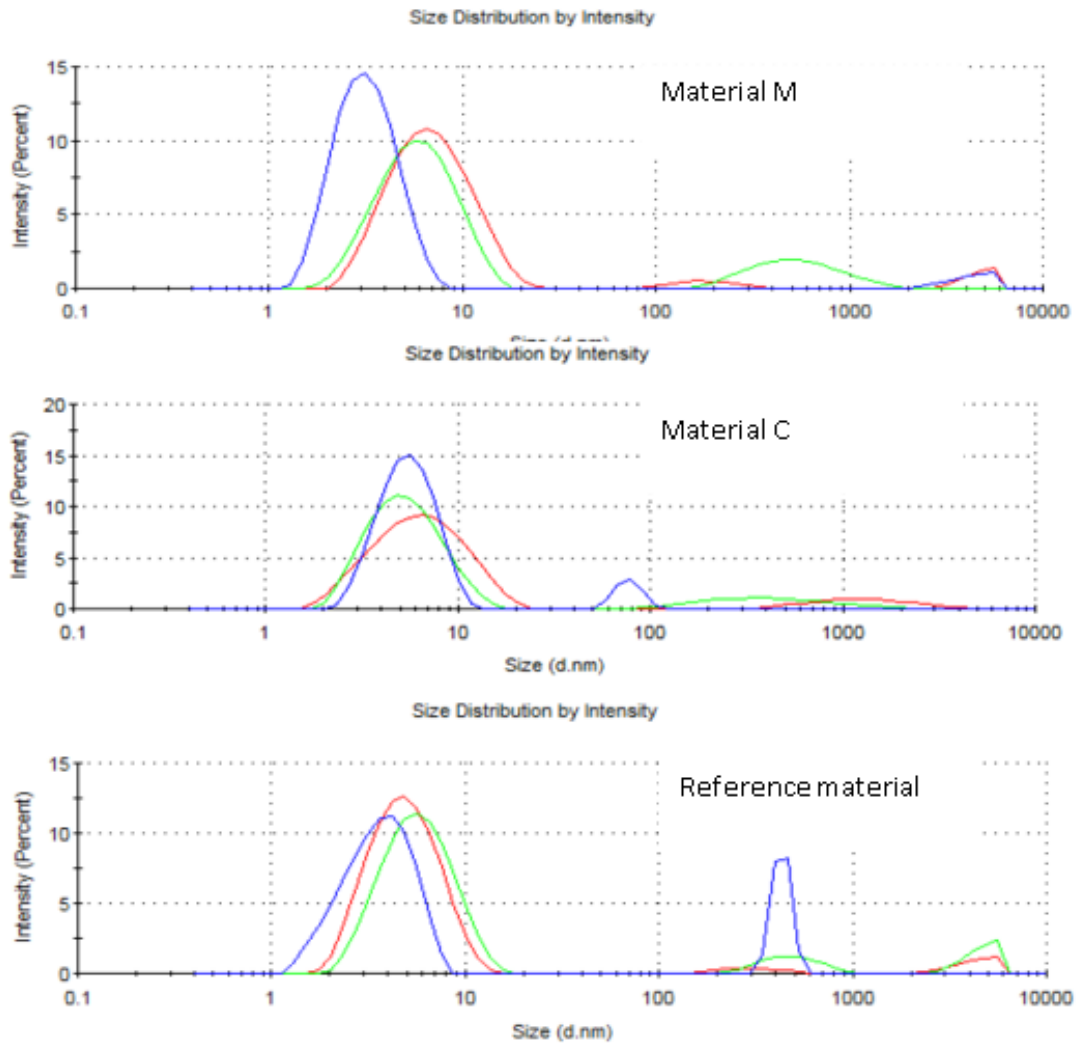 Size Distribution by Intensity
Material M
Intensity (Percent)
15
10
5
0
0.1 1 10 100 1000 10000
Size (d.nm)
Size Distribution by Intensity
Material C
Intensity (Percent)
20
15
10
5
0
0.1 1 10 100 1000 10000
Size (d.nm)
Size Distribution by Intensity
Reference material
Intensity (Percent)
15
10
5
0
0.1 1 10 100 1000 10000
Size (d.nm)